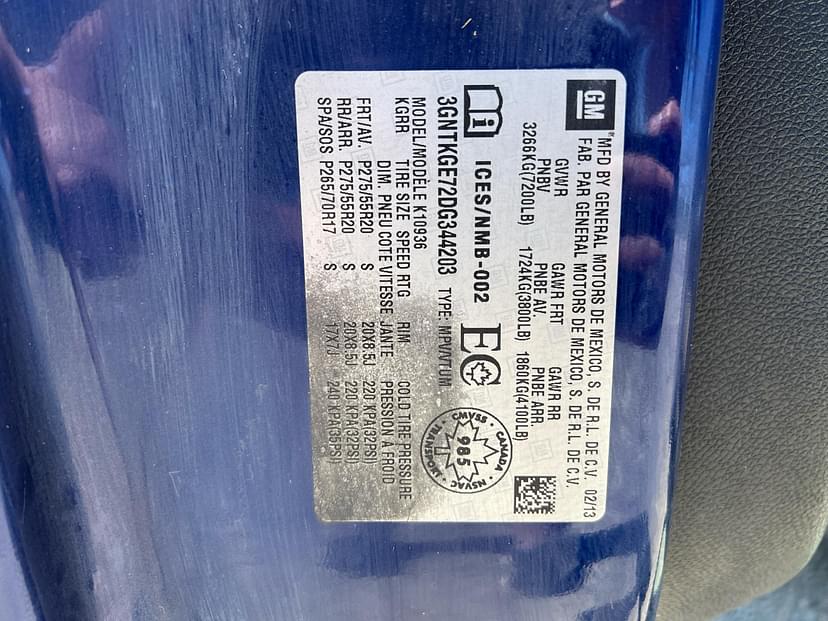 GM
MFD BY GENERAL MOTORS DE MEXICO, S. DE R.L. DE C.V. 02/13
FAB. PAR GENERAL MOTORS DE MEXICO, S. DE R.L. DE C.V.
GVWR GAWR FRT GAWR RR
PNBV PNBE AV. PNBE ARR.
3266KG(7200LB) 1724KG(3800LB) 1860KG(4100LB)
i ICES/NMB-002 EC
CANADA CMVSS 985 NSVAC TRANSPORT
3GNTKGE72DG344203 TYPE: MPV/VTUM
MODEL/MODÈLE K10936
KGRR TIRE SIZE SPEED RTG RIM COLD TIRE PRESSURE
DIM. PNEU COTE VITESSE JANTE PRESSION À FROID
FRT/AV. P275/55R20 S 20X8.5J 220 KPA(32PSI)
RR/ARR. P275/55R20 S 20X8.5J 220 KPA(32PSI)
SPA/SOS P265/70R17 S 17X7J 240 KPA(35PSI)